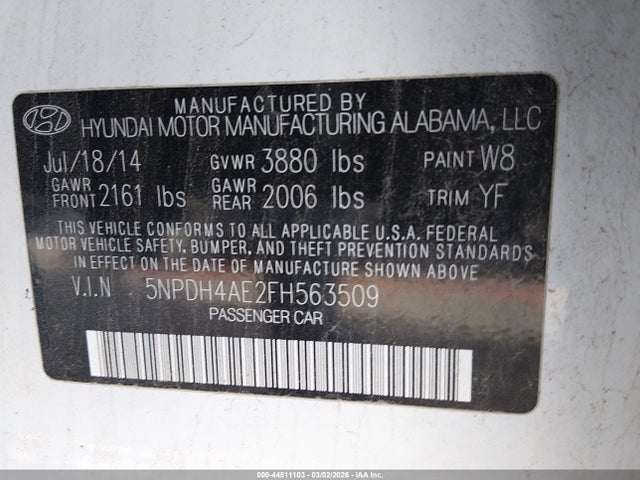 MANUFACTURED BY
HYUNDAI MOTOR MANUFACTURING ALABAMA, LLC
Jul/18/14 GVWR 3880 lbs PAINT W8
GAWR FRONT 2161 lbs GAWR REAR 2006 lbs TRIM YF
THIS VEHICLE CONFORMS TO ALL APPLICABLE U.S.A. FEDERAL
MOTOR VEHICLE SAFETY, BUMPER, AND THEFT PREVENTION STANDARDS
IN EFFECT ON THE DATE OF MANUFACTURE SHOWN ABOVE.
V.I.N 5NPDH4AE2FH563509
PASSENGER CAR
000-44511103 - 03/02/2026 - IAA Inc.